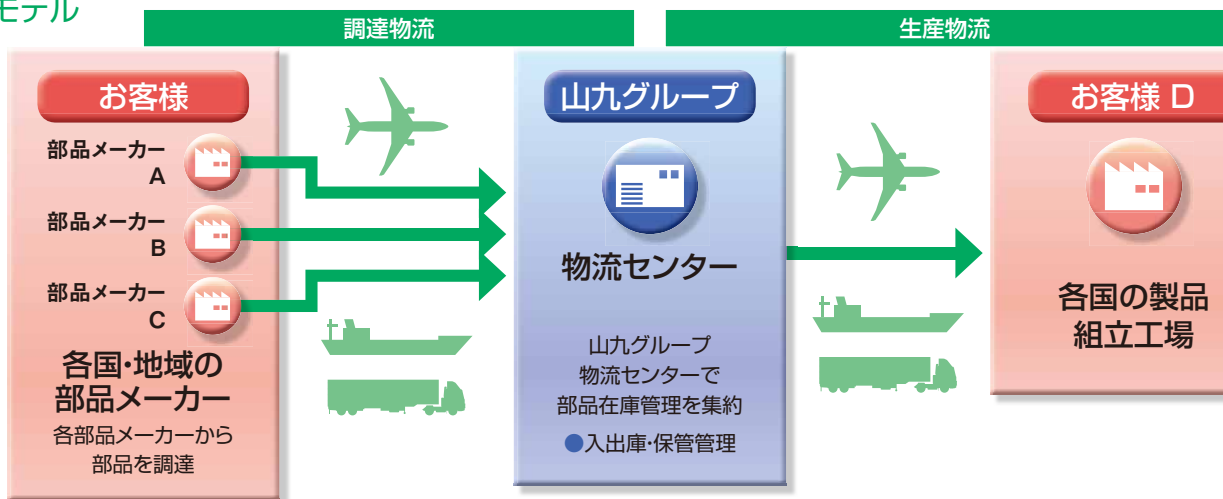 モデル
調達物流
生産物流
お客様
部品メーカー
A
部品メーカー
B
部品メーカー
C
各国・地域の
部品メーカー
各部品メーカーから
部品を調達
山九グループ
物流センター
山九グループ
物流センターで
部品在庫管理を集約
●入出庫・保管管理
お客様 D
各国の製品
組立工場